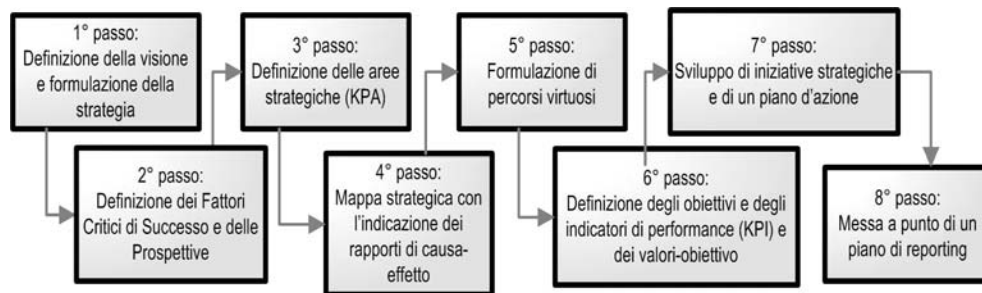 1° passo:
Definizione della visione
e formulazione della
strategia
2° passo:
Definizione dei Fattori
Critici di Successo e delle
Prospettive
3° passo:
Definizione delle aree
strategiche (KPA)
4° passo:
Mappa strategica con
l'indicazione dei
rapporti di causa-
effetto
5° passo:
Formulazione di
percorsi virtuosi
6° passo:
Definizione degli obiettivi e degli
indicatori di performance (KPI) e
dei valori-obiettivo
7° passo:
Sviluppo di iniziative strategiche
e di un piano d'azione
8° passo:
Messa a punto di un
piano di reporting